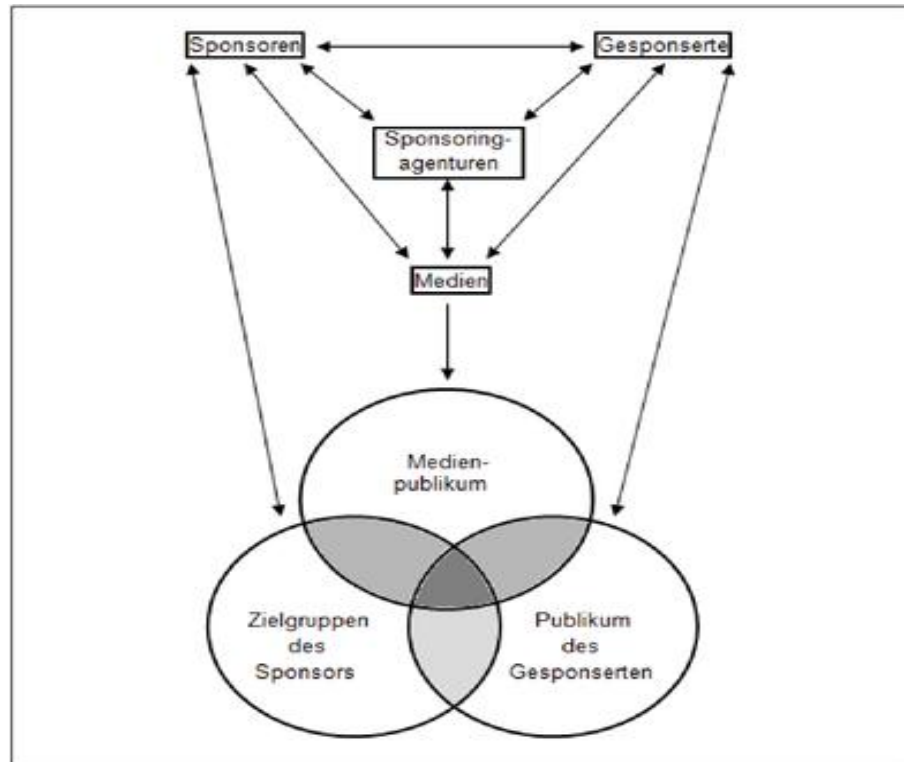 Sponsoren
Gesponserte
Sponsoring-
agenturen
Medien
Medien-
publikum
Zielgruppen
des
Sponsors
Publikum
des
Gesponserten